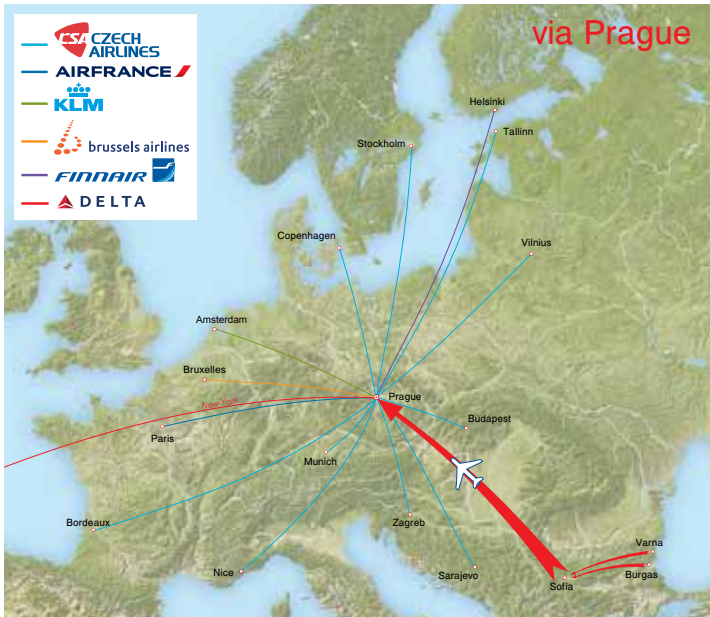 via Prague
CSA CZECH
AIRLINES
AIRFRANCE
KLM
brussels airlines
FINNAIR
DELTA
Helsinki
Tallinn
Stockholm
Copenhagen
Vilnius
Amsterdam
Bruxelles
Prague
New York
Budapest
Paris
Munich
Bordeaux
Zagreb
Varna
Nice
Sarajevo
Burgas
Sofia